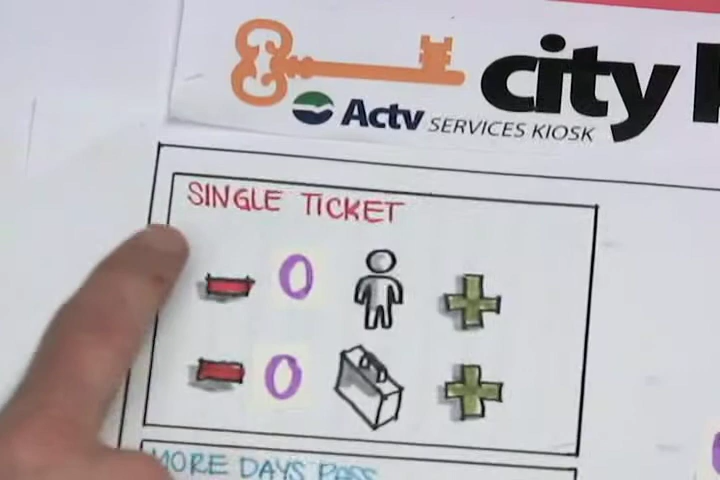 city
Actv SERVICES KIOSK
SINGLE TICKET
0
0
MORE DAYS PASS